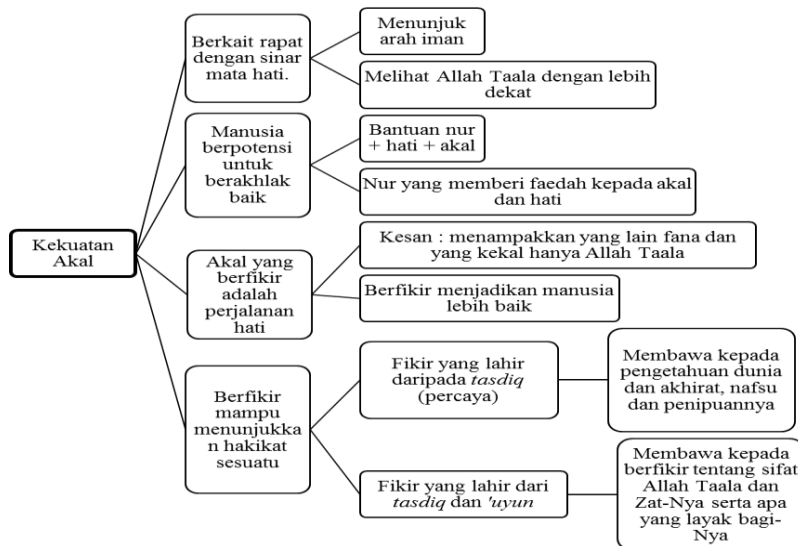 Kekuatan
Akal
Berkait rapat
dengan sinar
mata hati.
Menunjuk
arah iman
Melihat Allah Taala dengan lebih
dekat
Manusia
berpotensi
untuk
berakhlak
baik
Bantuan nur
+ hati + akal
Nur yang memberi faedah kepada akal
dan hati
Akal yang
berfikir
adalah
perjalanan
hati
Kesan : menampakkan yang lain fana dan
yang kekal hanya Allah Taala
Berfikir menjadikan manusia
lebih baik
Berfikir
mampu
menunjukka
n hakikat
sesuatu
Fikir yang lahir
daripada tasdiq
(percaya)
Membawa kepada
pengetahuan dunia
dan akhirat, nafsu
dan penipuannya
Fikir yang lahir dari
tasdiq dan 'uyun
Membawa kepada
berfikir tentang sifat
Allah Taala dan
Zat-Nya serta apa
yang layak bagi-
Nya